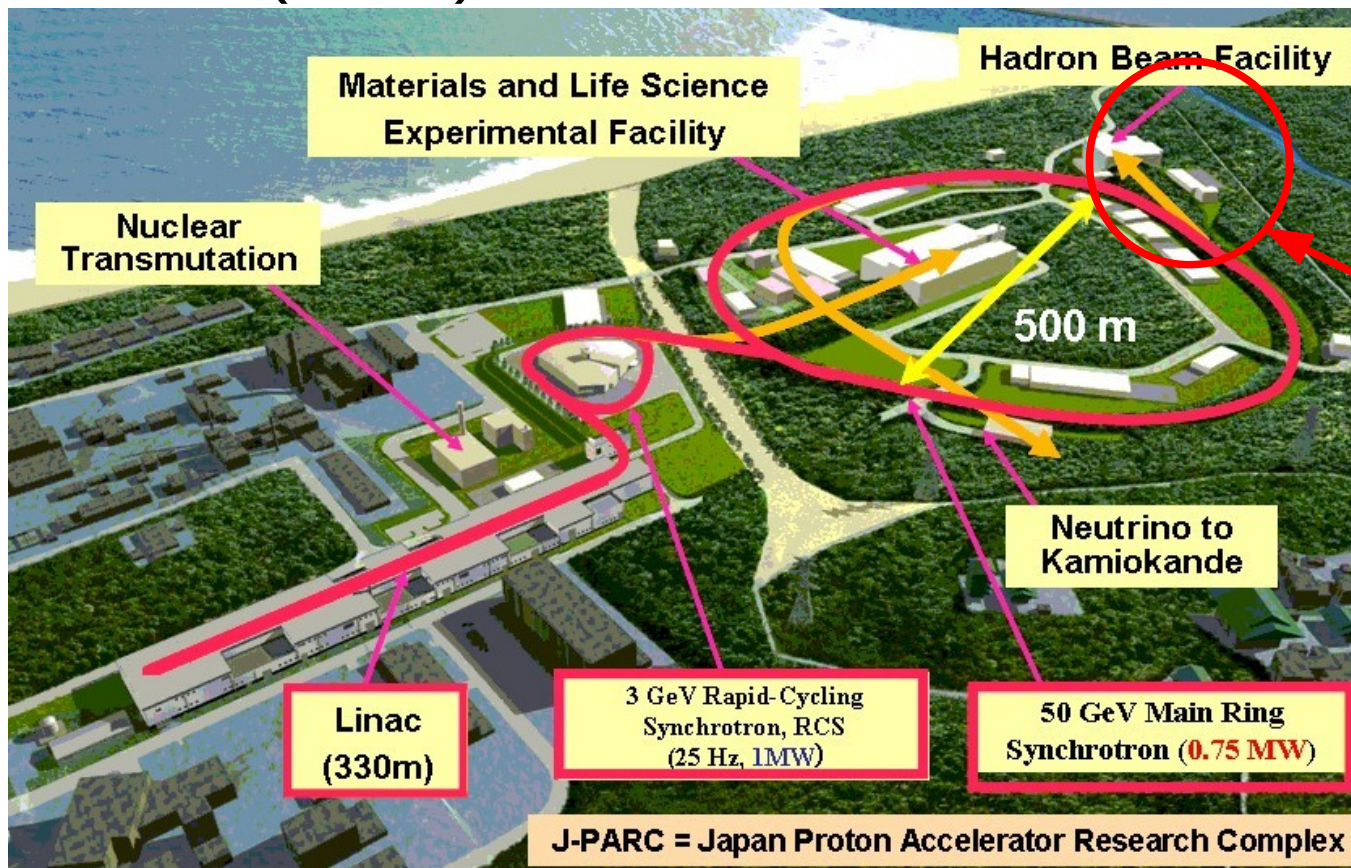 Hadron Beam Facility
Materials and Life Science
Experimental Facility
Nuclear
Transmutation
500 m
Neutrino to
Kamiokande
Linac
(330m)
3 GeV Rapid-Cycling
Synchrotron, RCS
(25 Hz, 1MW)
50 GeV Main Ring
Synchrotron (0.75 MW)
J-PARC = Japan Proton Accelerator Research Complex